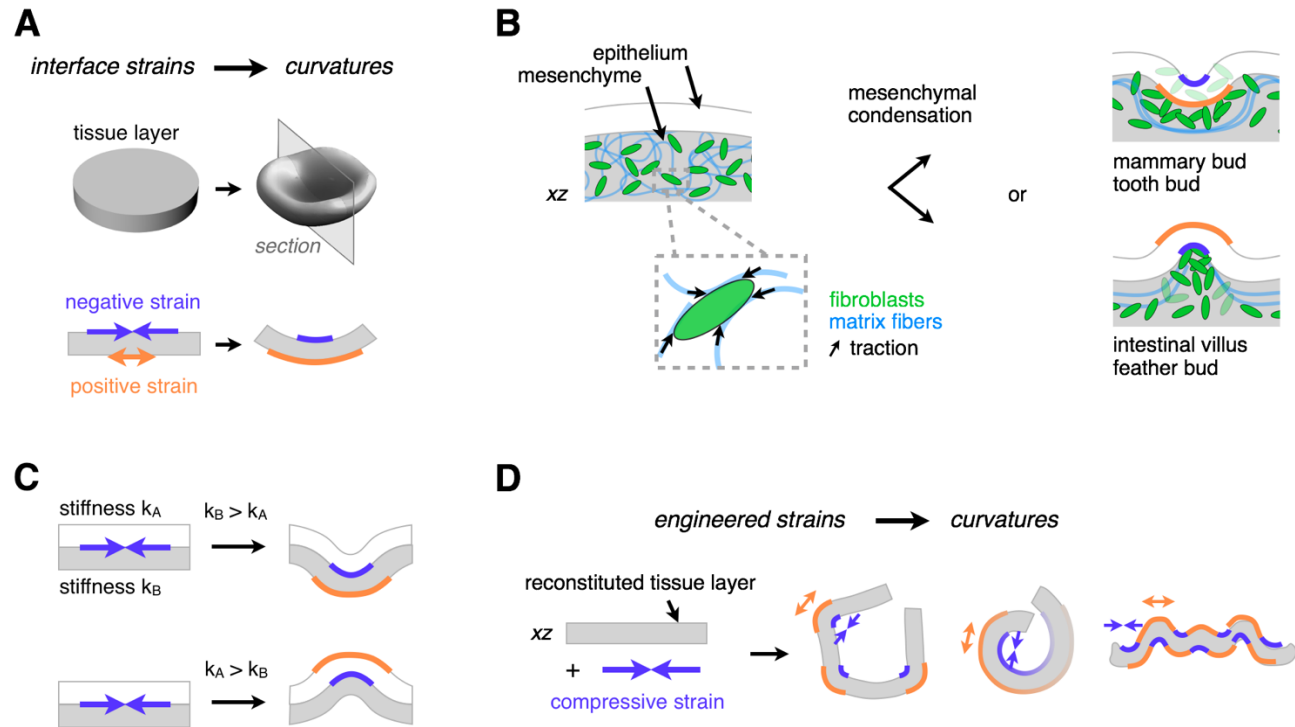 A
interface strains
curvatures
tissue layer
section
negative strain
positive strain
B
epithelium
mesenchyme
xz
mesenchymal
condensation
or
fibroblasts
matrix fibers
traction
mammary bud
tooth bud
intestinal villus
feather bud
C
stiffness kA
kB > kA
stiffness kB
kA > kB
D
engineered strains
curvatures
reconstituted tissue layer
xz
+
compressive strain